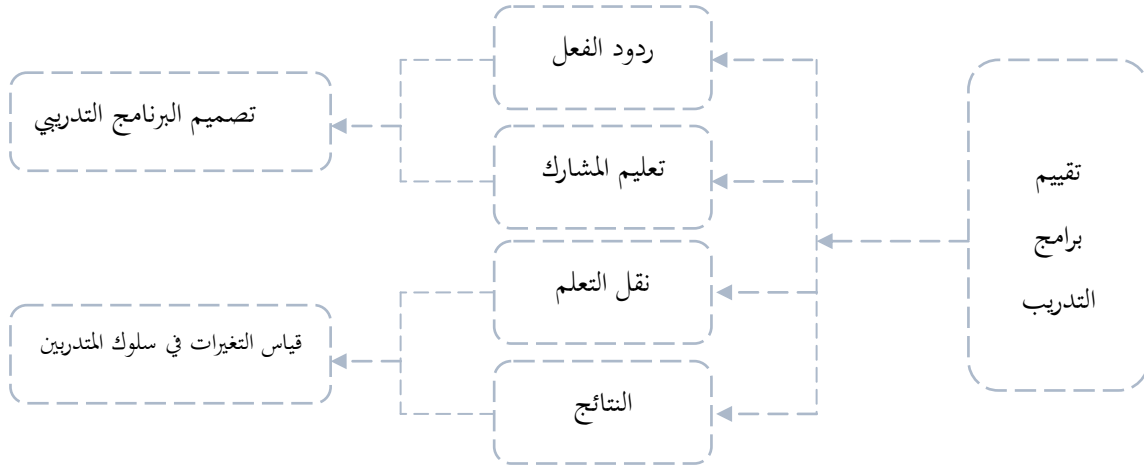 تقييم
برامج
التدريب
ردود الفعل
تعليم المشارك
نقل التعلم
النتائج
تصميم البرنامج التدريبي
قياس التغيرات في سلوك المتدربين